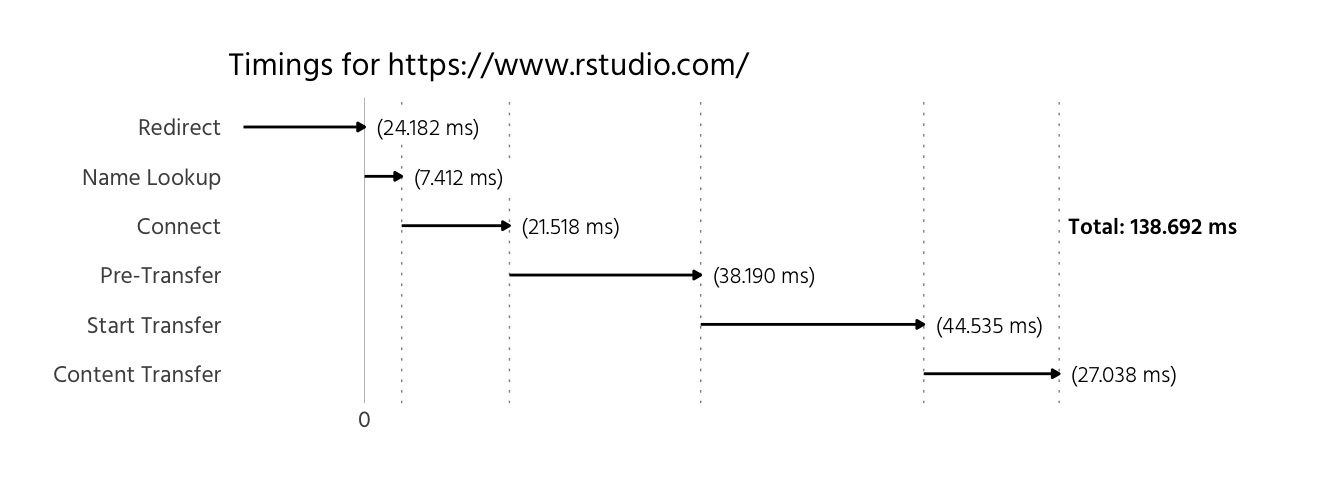 Timings for https://www.rstudio.com/
Redirect (24.182 ms)
Name Lookup (7.412 ms)
Connect (21.518 ms) Total: 138.692 ms
Pre-Transfer (38.190 ms)
Start Transfer (44.535 ms)
Content Transfer (27.038 ms)
0